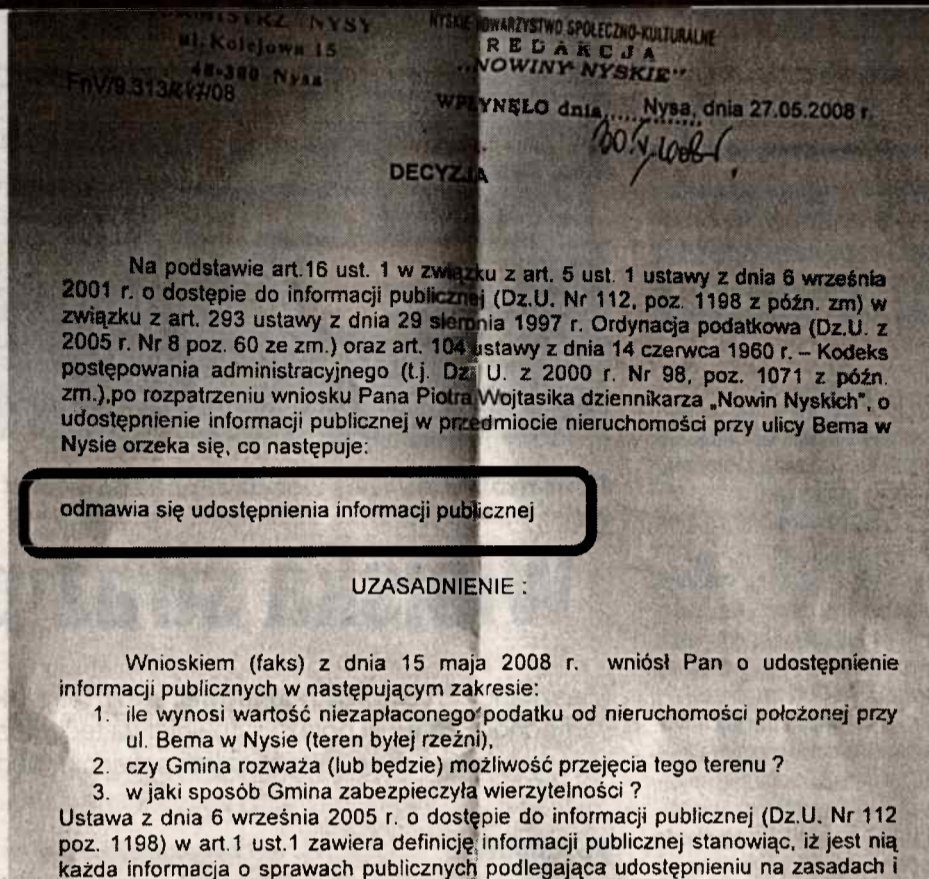 BURMISTRZ NYSY
ul. Kolejowa 15
48-300 Nysa
NYSKIE TOWARZYSTWO SPOŁECZNO-KULTURALNE
REDAKCJA
"NOWINY NYSKIE"
WPŁYNĘŁO dnia.....
Nysa, dnia 27.05.2008 r.
DECYZJA
Na podstawie art.16 ust. 1 w związku z art. 5 ust. 1 ustawy z dnia 6 września
2001 r. o dostępie do informacji publicznej (Dz.U. Nr 112, poz. 1198 z późn. zm) w
związku z art. 293 ustawy z dnia 29 sierpnia 1997 r. Ordynacja podatkowa (Dz.U. z
2005 r. Nr 8 poz. 60 ze zm.) oraz art. 104 ustawy z dnia 14 czerwca 1960 r. – Kodeks
postępowania administracyjnego (t.j. Dz. U. z 2000 r. Nr 98, poz. 1071 z późn.
zm.),po rozpatrzeniu wniosku Pana Piotra Wojtasika dziennikarza „Nowin Nyskich", o
udostępnienie informacji publicznej w przedmiocie nieruchomości przy ulicy Bema w
Nysie orzeka się, co następuje:
odmawia się udostępnienia informacji publicznej
UZASADNIENIE :
Wnioskiem (faks) z dnia 15 maja 2008 r. wniósł Pan o udostępnienie
informacji publicznych w następującym zakresie:
1. ile wynosi wartość niezapłaconego podatku od nieruchomości położonej przy
ul. Bema w Nysie (teren byłej rzeźni),
2. czy Gmina rozważa (lub będzie) możliwość przejęcia tego terenu ?
3. w jaki sposób Gmina zabezpieczyła wierzytelności ?
Ustawa z dnia 6 września 2005 r. o dostępie do informacji publicznej (Dz.U. Nr 112
poz. 1198) w art.1 ust.1 zawiera definicję informacji publicznej stanowiąc, iż jest nią
każda informacja o sprawach publicznych podlegająca udostępnieniu na zasadach i